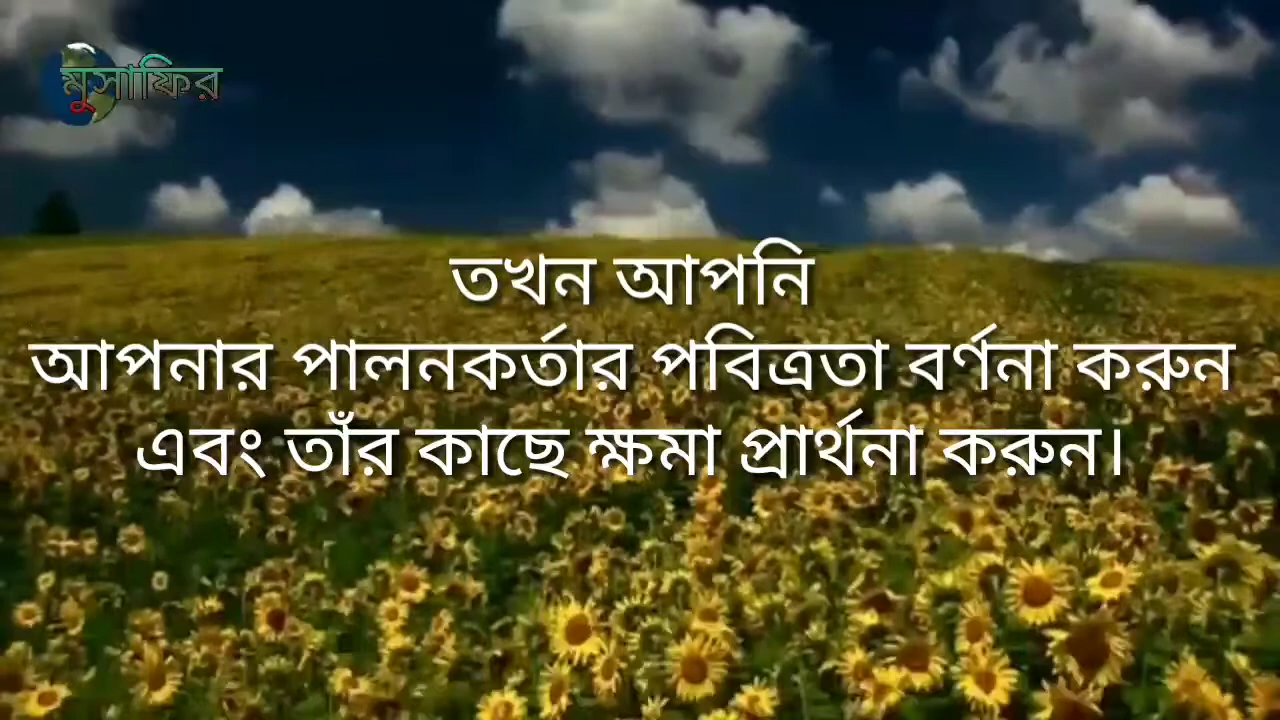 মুসাফির
তখন আপনি
আপনার পালনকর্তার পবিত্রতা বর্ণনা করুন
এবং তাঁর কাছে ক্ষমা প্রার্থনা করুন।